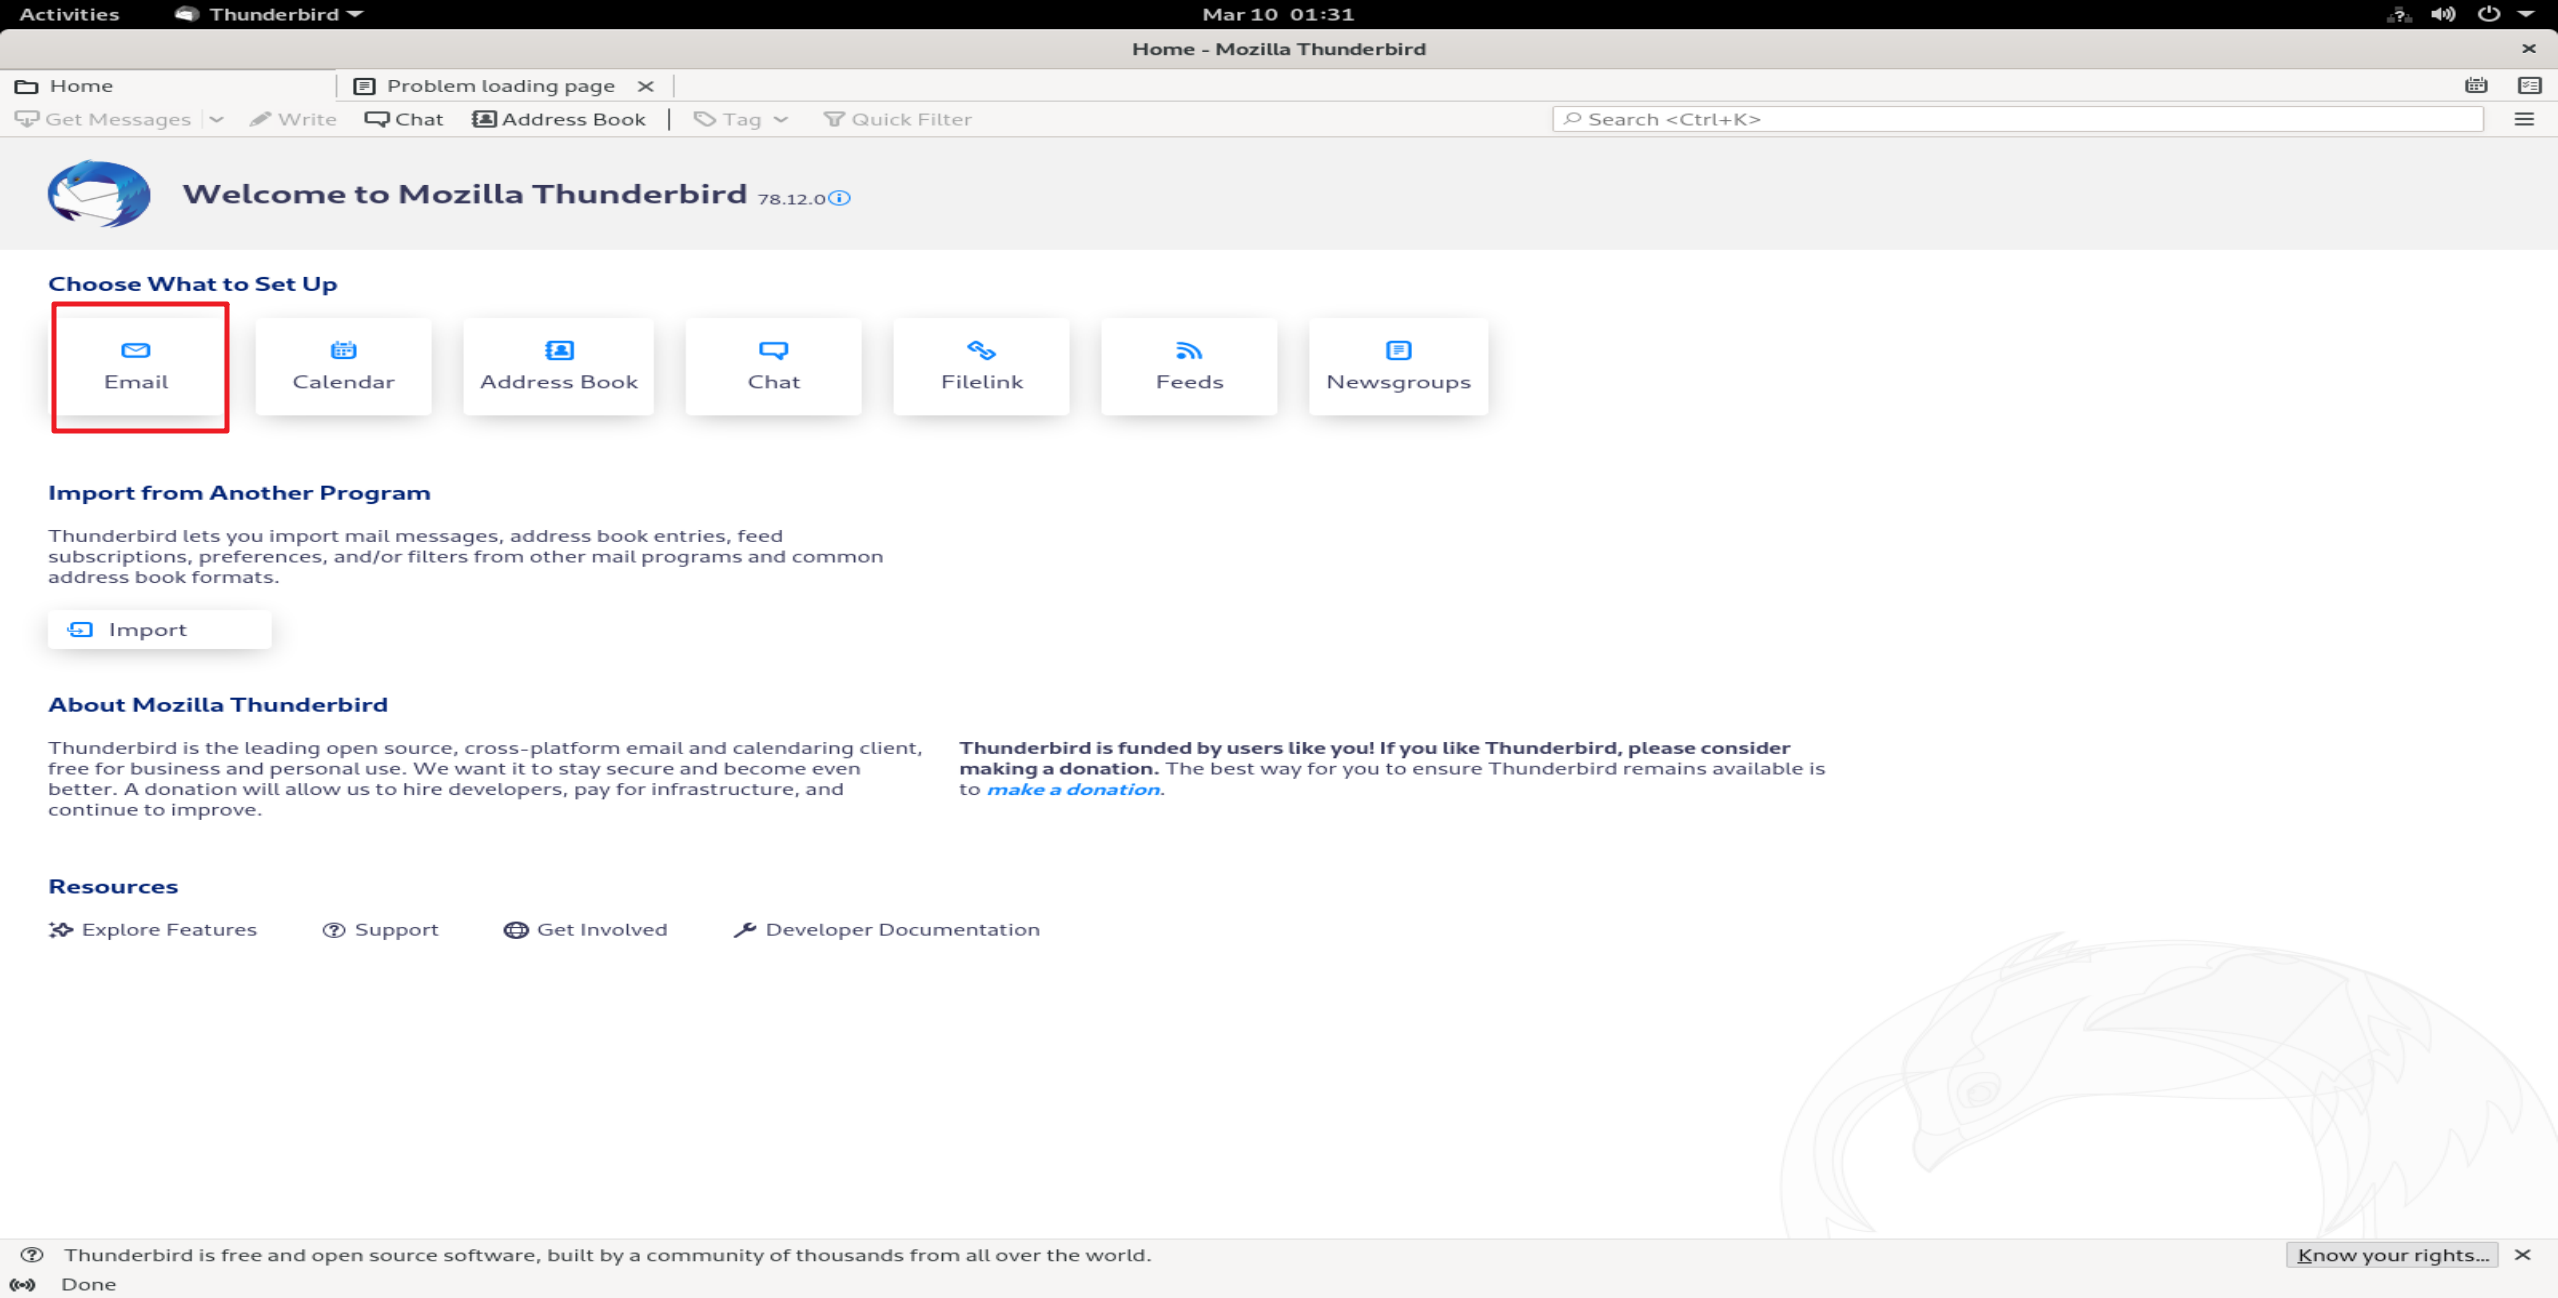 Activities Thunderbird Mar 10 01:31
Home - Mozilla Thunderbird
Home Problem loading page
Get Messages Write Chat Address Book Tag Quick Filter Search <Ctrl+K>
Welcome to Mozilla Thunderbird 78.12.0
Choose What to Set Up
Email Calendar Address Book Chat Filelink Feeds Newsgroups
Import from Another Program
Thunderbird lets you import mail messages, address book entries, feed
subscriptions, preferences, and/or filters from other mail programs and common
address book formats.
Import
About Mozilla Thunderbird
Thunderbird is the leading open source, cross-platform email and calendaring client,
free for business and personal use. We want it to stay secure and become even
better. A donation will allow us to hire developers, pay for infrastructure, and
continue to improve.
Thunderbird is funded by users like you! If you like Thunderbird, please consider
making a donation. The best way for you to ensure Thunderbird remains available is
to make a donation.
Resources
Explore Features Support Get Involved Developer Documentation
Thunderbird is free and open source software, built by a community of thousands from all over the world. Know your rights...
Done